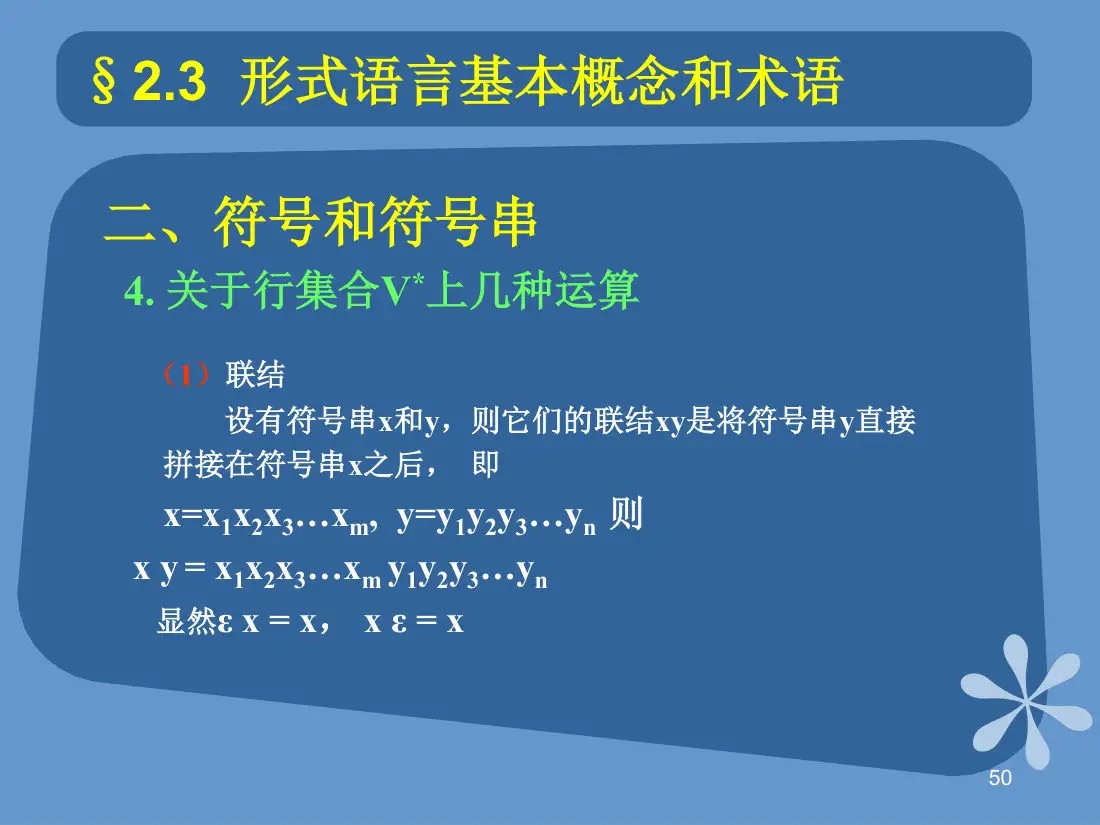 §2.3 形式语言基本概念和术语
二、符号和符号串
4. 关于行集合V*上几种运算
（1）联结
设有符号串x和y，则它们的联结xy是将符号串y直接
拼接在符号串x之后， 即
x=x₁x₂x₃…xₘ, y=y₁y₂y₃…yₙ 则
x y = x₁x₂x₃…xₘ y₁y₂y₃…yₙ
显然ε x = x， x ε = x
50